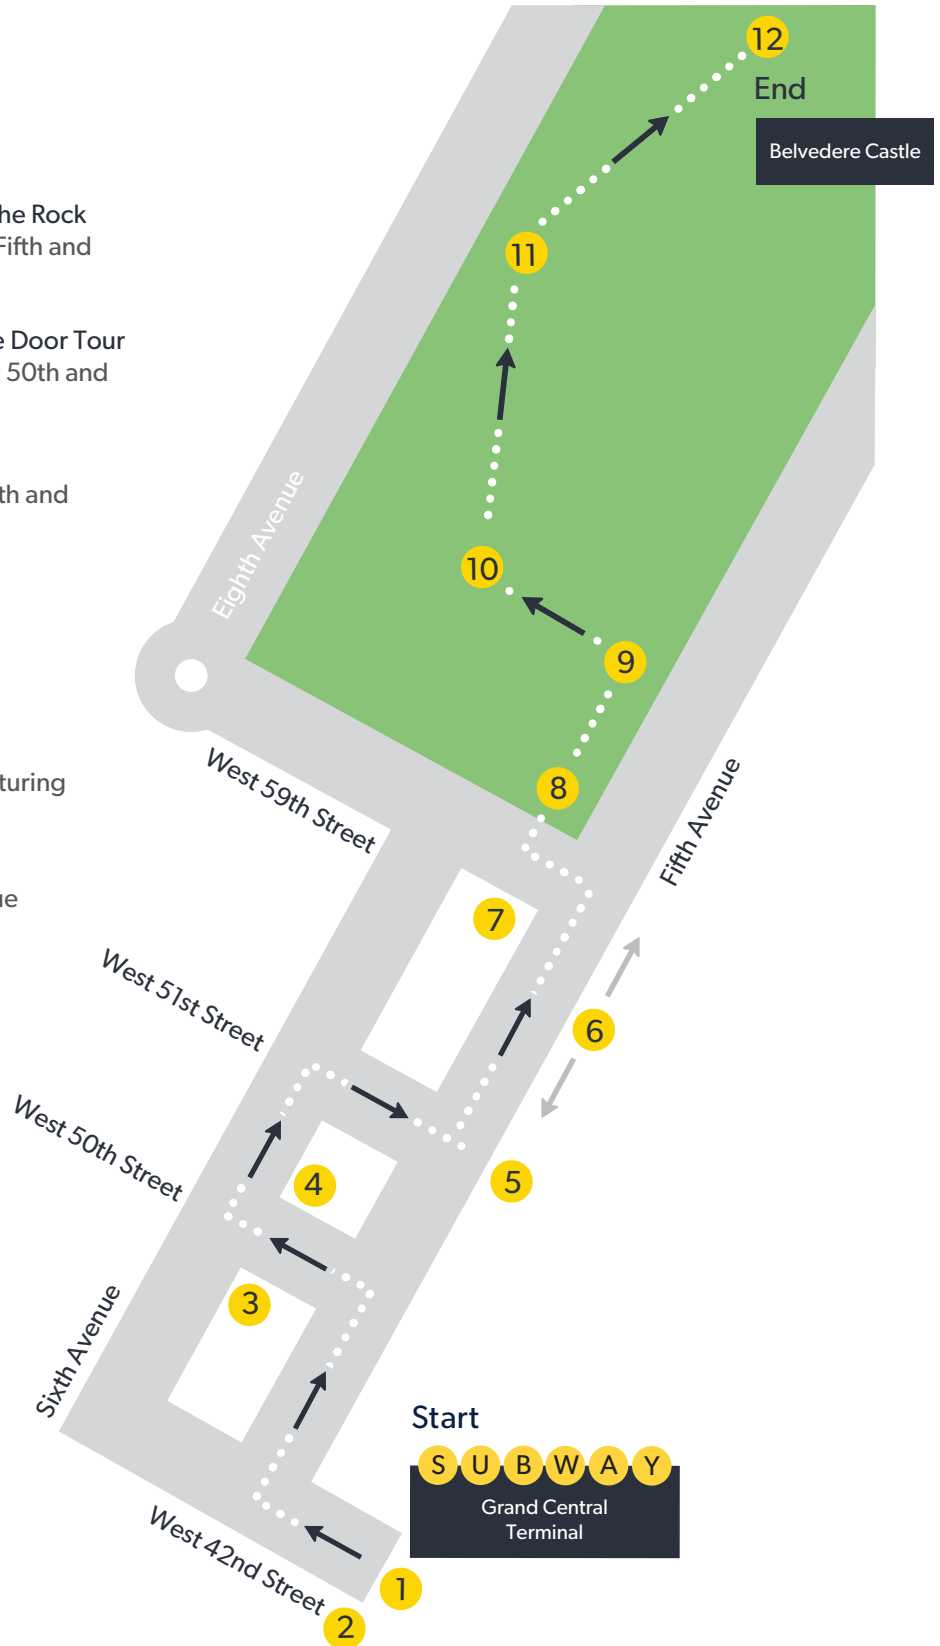 12
End
Belvedere Castle
he Rock
Fifth and
11
e Door Tour
50th and
th and
Eighth Avenue
10
9
turing
8
West 59th Street
Fifth Avenue
ue
7
West 51st Street
6
West 50th Street
4
5
3
Sixth Avenue
Start
SUBWAY
Grand Central
Terminal
West 42nd Street
1
2